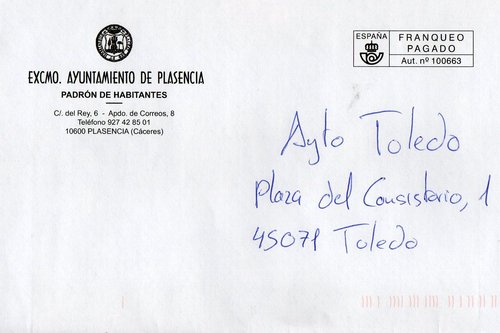 EXCMO. AYUNTAMIENTO DE PLASENCIA
PADRÓN DE HABITANTES
C/. del Rey, 6 - Apdo. de Correos, 8
Teléfono 927 42 85 01
10600 PLASENCIA (Cáceres)
ESPAÑA
FRANQUEO
PAGADO
Aut. nº 100663
Ayto Toledo
Plaza del Consistorio, 1
45071 Toledo